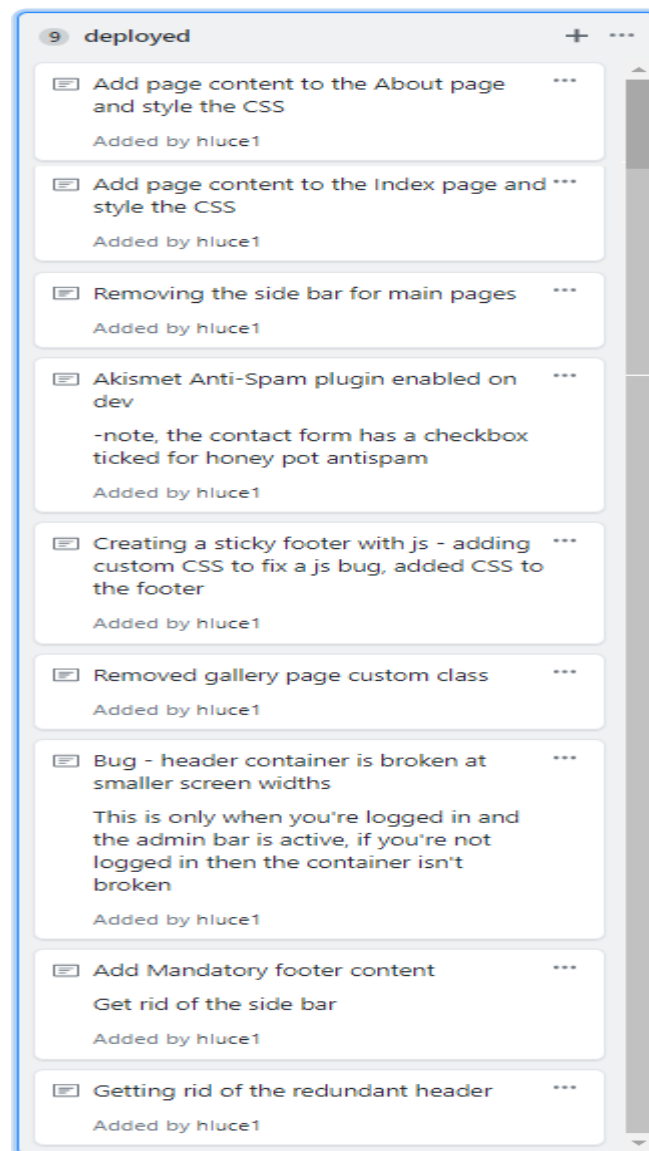 9 deployed
Add page content to the About page
and style the CSS
Added by hluce1
Add page content to the Index page and
style the CSS
Added by hluce1
Removing the side bar for main pages
Added by hluce1
Akismet Anti-Spam plugin enabled on
dev
-note, the contact form has a checkbox
ticked for honey pot antispam
Added by hluce1
Creating a sticky footer with js - adding
custom CSS to fix a js bug, added CSS to
the footer
Added by hluce1
Removed gallery page custom class
Added by hluce1
Bug - header container is broken at
smaller screen widths
This is only when you're logged in and
the admin bar is active, if you're not
logged in then the container isn't
broken
Added by hluce1
Add Mandatory footer content
Get rid of the side bar
Added by hluce1
Getting rid of the redundant header
Added by hluce1